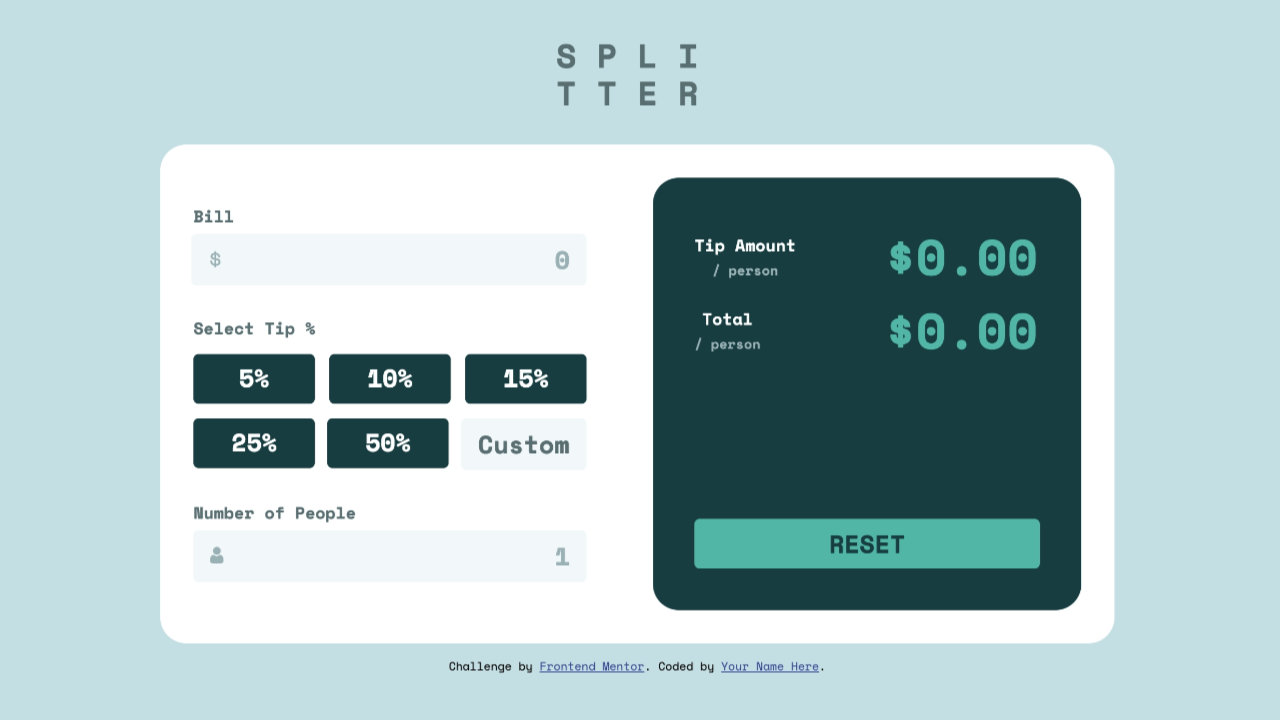 SPLI
TTER
Bill
$ 0
Select Tip %
5% 10% 15%
25% 50% Custom
Number of People
1
Tip Amount
/ person
$0.00
Total
/ person
$0.00
RESET
Challenge by Frontend Mentor. Coded by Your Name Here.